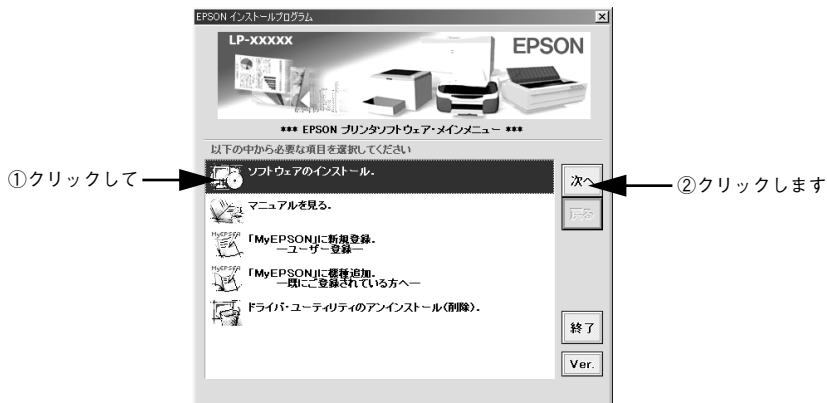 EPSON インストールプログラム
LP-XXXXX
EPSON
*** EPSON プリンタソフトウェア・メインメニュー ***
以下の中から必要な項目を選択してください
①クリックして
ソフトウェアのインストール.
次へ
②クリックします
マニュアルを見る.
戻る
MyEPSON
「MyEPSON」に新規登録.
―ユーザー登録―
MyEPSON
「MyEPSON」に機種追加.
―既にご登録されている方へ―
ドライバ・ユーティリティのアンインストール(削除).
終了
Ver.